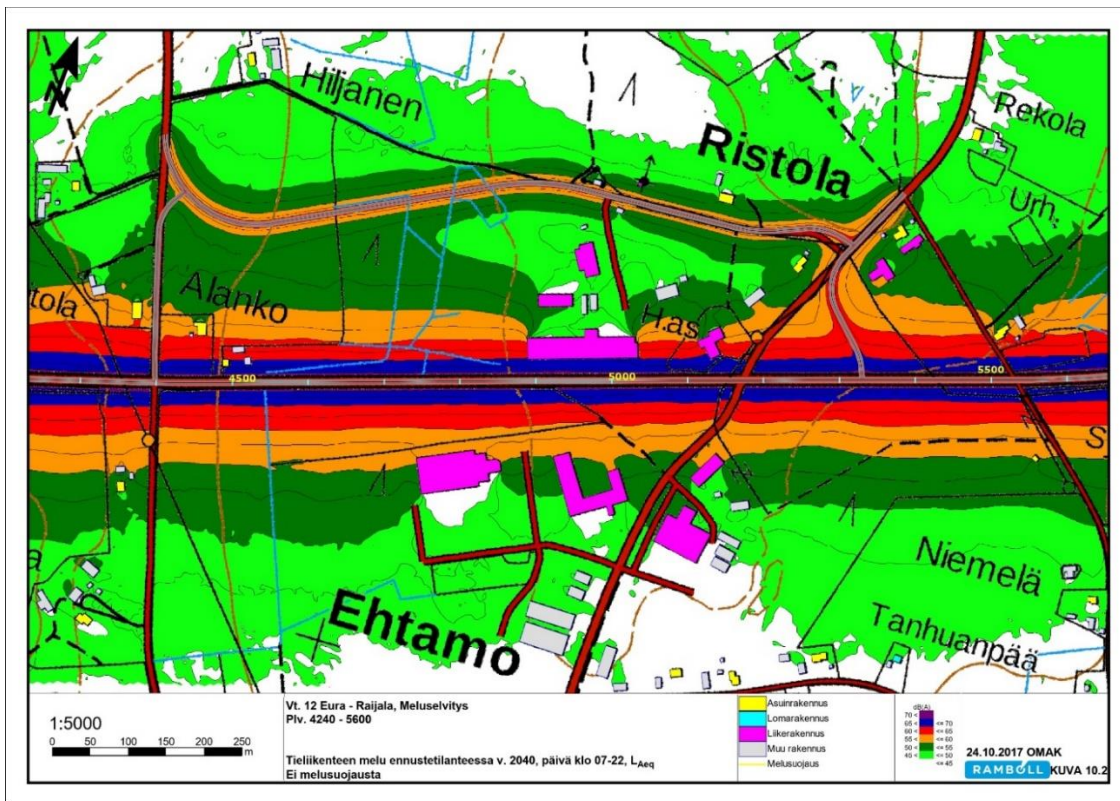 Hiljanen
Ristola
Rekola
Urh.
Alanko
tola
H.as
4500
5000
5500
S
Niemelä
Tanhuanpää
Ehtamo
a
1:5000
0 50 100 150 200 250
m
Vt. 12 Eura - Raijala, Meluselvitys
Plv. 4240 - 5600
Tieliikenteen melu ennustetilanteessa v. 2040, päivä klo 07-22, LAeq
Ei melusuojausta
Asuinrakennus
Lomarakennus
Liikerakennus
Muu rakennus
Melusuojaus
dB(A)
70 <
65 < <= 70
60 < <= 65
55 < <= 60
50 < <= 55
45 < <= 50
<= 45
24.10.2017 OMAK
RAMBOLL KUVA 10.2